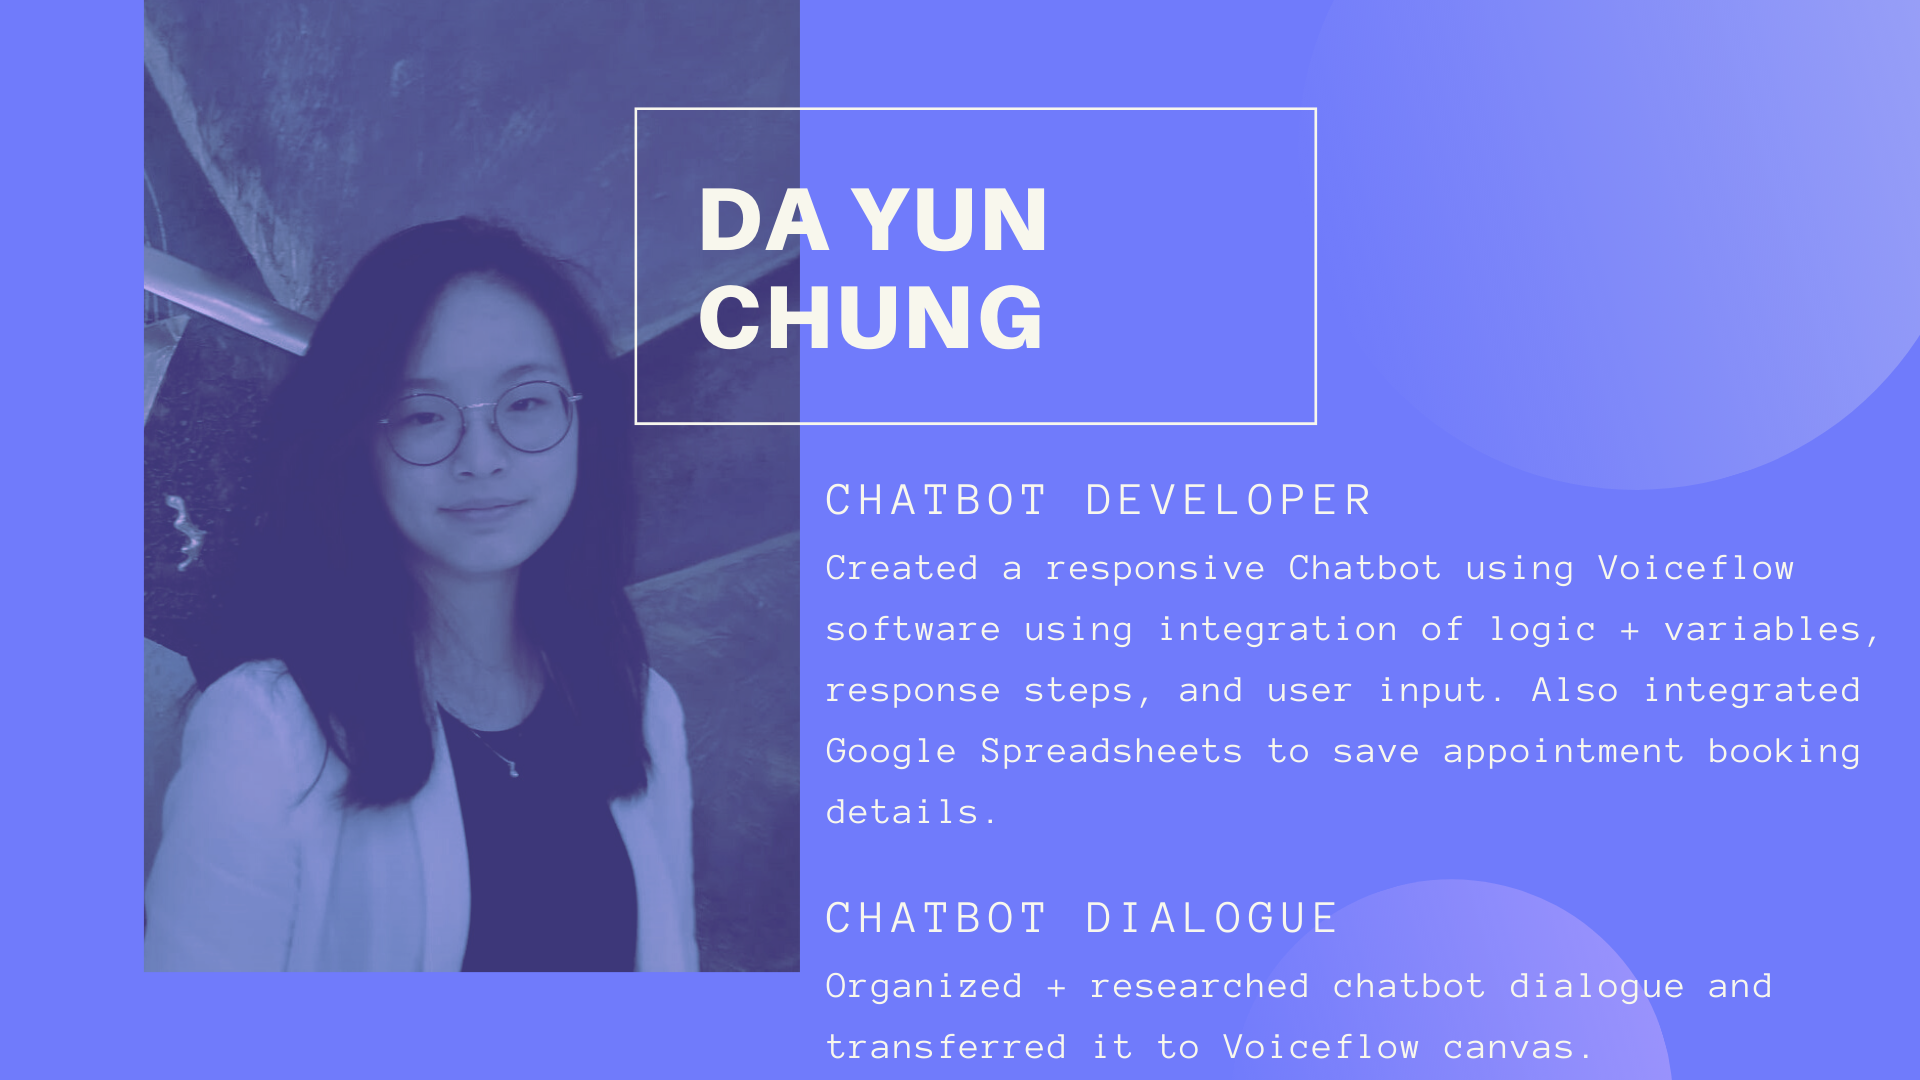 DA YUN
CHUNG
CHATBOT DEVELOPER
Created a responsive Chatbot using Voiceflow
software using integration of logic + variables,
response steps, and user input. Also integrated
Google Spreadsheets to save appointment booking
details.
CHATBOT DIALOGUE
Organized + researched chatbot dialogue and
transferred it to Voiceflow canvas.